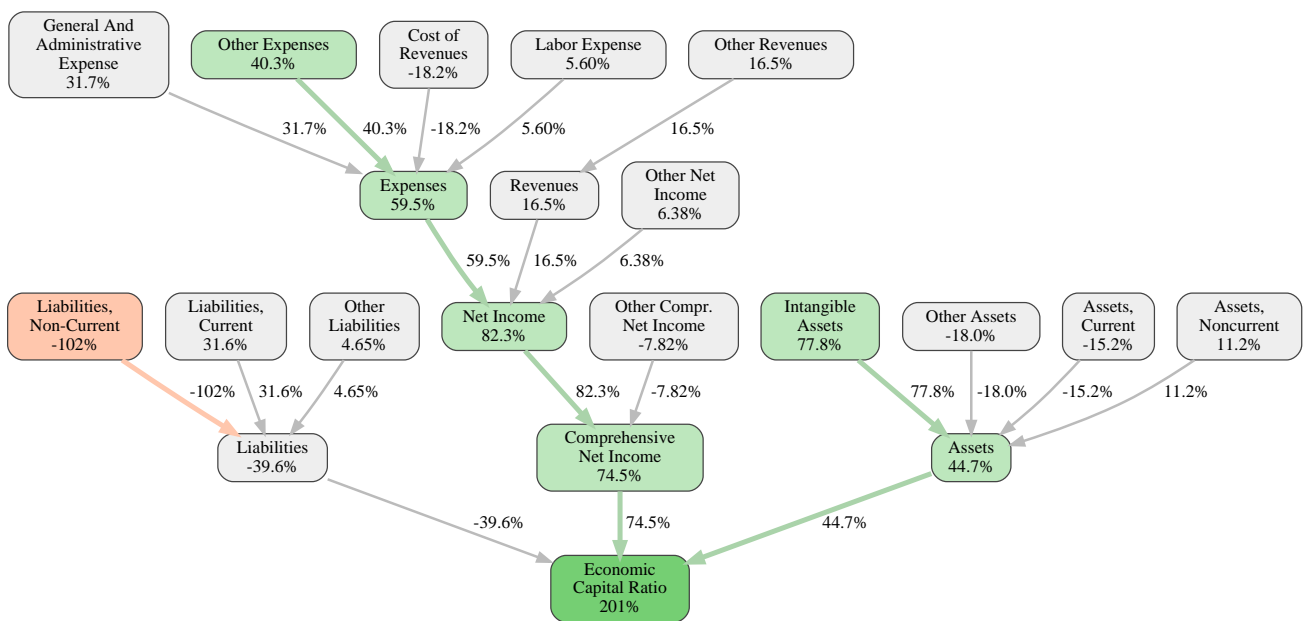 General And
Administrative
Expense
31.7%
Other Expenses
40.3%
Cost of
Revenues
-18.2%
Labor Expense
5.60%
Other Revenues
16.5%
31.7%
40.3%
-18.2%
5.60%
16.5%
Expenses
59.5%
Revenues
16.5%
Other Net
Income
6.38%
59.5%
16.5%
6.38%
Liabilities,
Non-Current
-102%
Liabilities,
Current
31.6%
Other
Liabilities
4.65%
Net Income
82.3%
Other Compr.
Net Income
-7.82%
Intangible
Assets
77.8%
Other Assets
-18.0%
Assets,
Current
-15.2%
Assets,
Noncurrent
11.2%
-102%
31.6%
4.65%
82.3%
-7.82%
77.8%
-18.0%
-15.2%
11.2%
Liabilities
-39.6%
Comprehensive
Net Income
74.5%
Assets
44.7%
-39.6%
74.5%
44.7%
Economic
Capital Ratio
201%